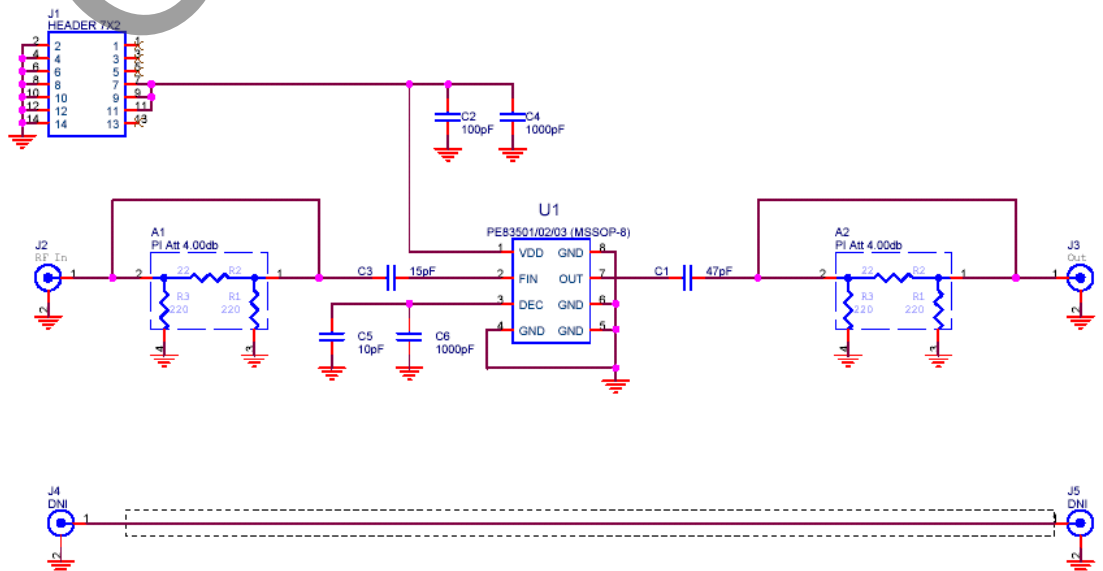 J1
HEADER 7X2
2 2 1
4 4 3
6 6 5
8 8 7 7
10 10 9 9
12 12 11 11
14 14 13 13
C2
100pF
C4
1000pF
U1
PE83501/02/03 (MSSOP-8)
J2
RF In
1
2
A1
PI Att 4.00db
2 22 R2 1
R3
220
R1
220
4 3
C3 15pF
1 VDD GND 8
2 FIN OUT 7
3 DEC GND 6
4 GND GND 5
C5
10pF
C6
1000pF
C1 47pF
A2
PI Att 4.00db
2 22 R2 1
R3
220
R1
220
4 3
J3
Out
1
2
J4
DNI
1
2
J5
DNI
2